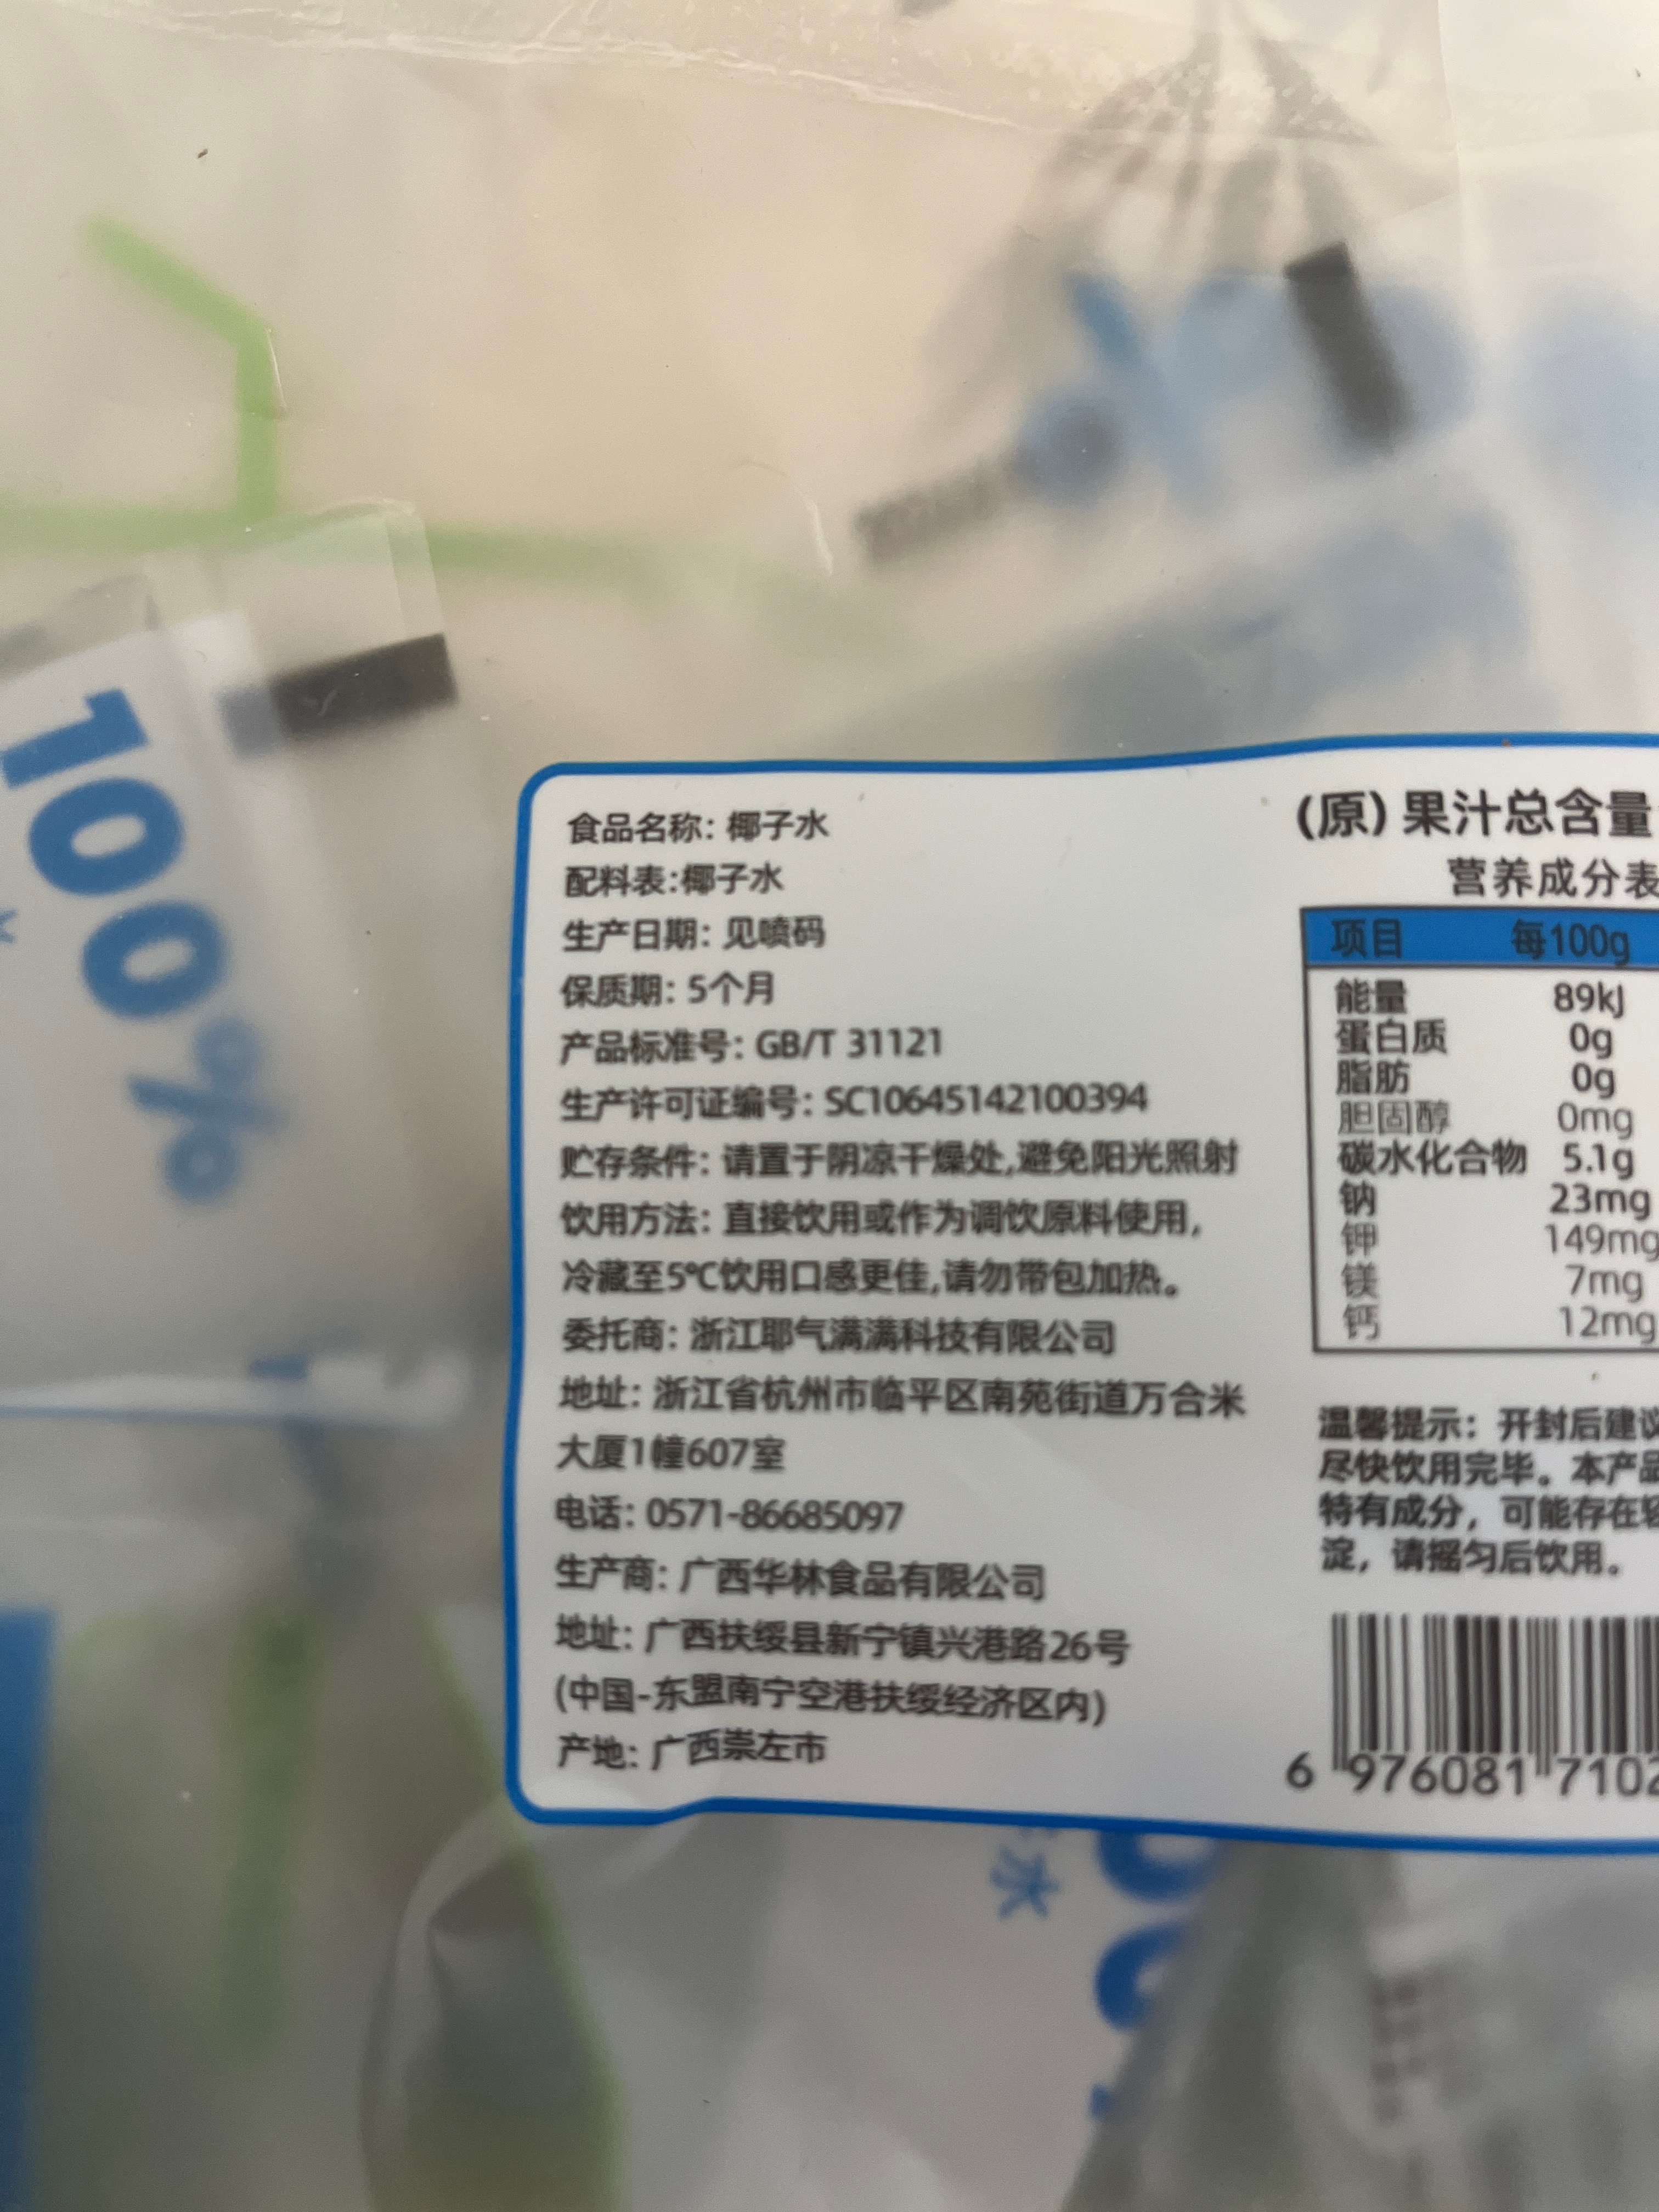 100%
食品名称: 椰子水
配料表:椰子水
生产日期: 见喷码
保质期: 5个月
产品标准号: GB/T 31121
生产许可证编号: SC10645142100394
贮存条件: 请置于阴凉干燥处,避免阳光照射
饮用方法: 直接饮用或作为调饮原料使用,
冷藏至5℃饮用口感更佳,请勿带包加热。
委托商: 浙江耶气满满科技有限公司
地址: 浙江省杭州市临平区南苑街道万合米
大厦1幢607室
电话: 0571-86685097
生产商: 广西华林食品有限公司
地址: 广西扶绥县新宁镇兴港路26号
(中国-东盟南宁空港扶绥经济区内)
产地: 广西崇左市
(原) 果汁总含量
营养成分表
项目 每100g
能量 89kJ
蛋白质 0g
脂肪 0g
胆固醇 0mg
碳水化合物 5.1g
钠 23mg
钾 149mg
镁 7mg
钙 12mg
温馨提示: 开封后建议
尽快饮用完毕。本产品
特有成分, 可能存在轻
淀, 请摇匀后饮用。
6 976081 7102
水